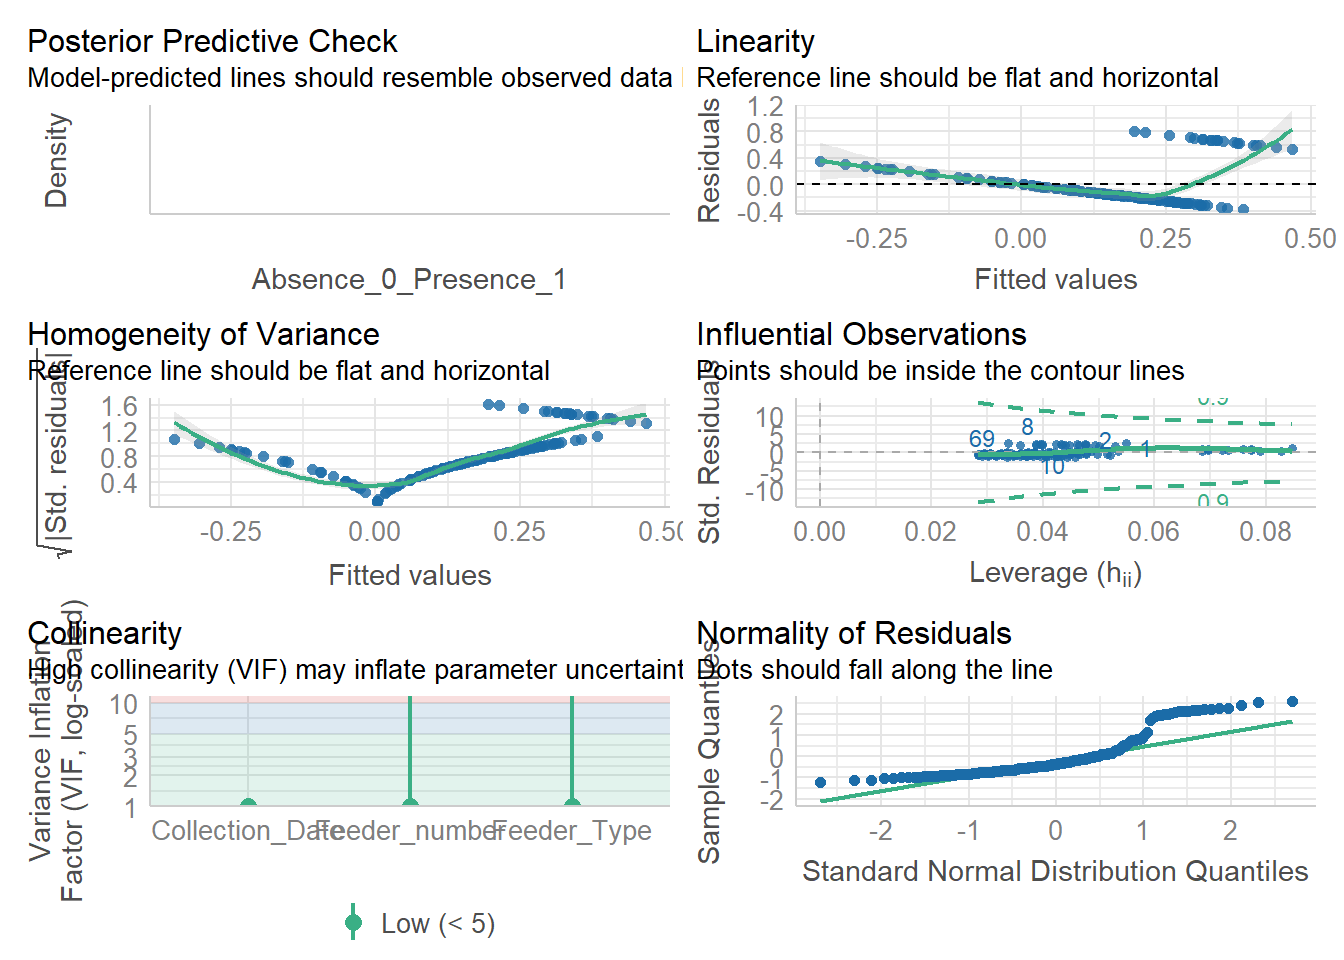 Posterior Predictive Check
Model-predicted lines should resemble observed data
Density
Absence_0_Presence_1
Linearity
Reference line should be flat and horizontal
Residuals
1.2
0.8
0.4
0.0
-0.4
-0.25
0.00
0.25
0.50
Fitted values
Homogeneity of Variance
Reference line should be flat and horizontal
√|Std. residuals|
1.6
1.2
0.8
0.4
-0.25
0.00
0.25
0.50
Fitted values
Influential Observations
Points should be inside the contour lines
Std. Residuals
10
5
0
-5
-10
0.9
69
8
2
1
10
0.9
0.00
0.02
0.04
0.06
0.08
Leverage (hii)
Collinearity
High collinearity (VIF) may inflate parameter uncertaint
Variance Inflation
Factor (VIF, log-scaled)
10
5
3
2
1
Collection_Date
Feeder_number
Feeder_Type
Low (< 5)
Normality of Residuals
Dots should fall along the line
Sample Quantiles
2
1
0
-1
-2
-2
-1
0
1
2
Standard Normal Distribution Quantiles